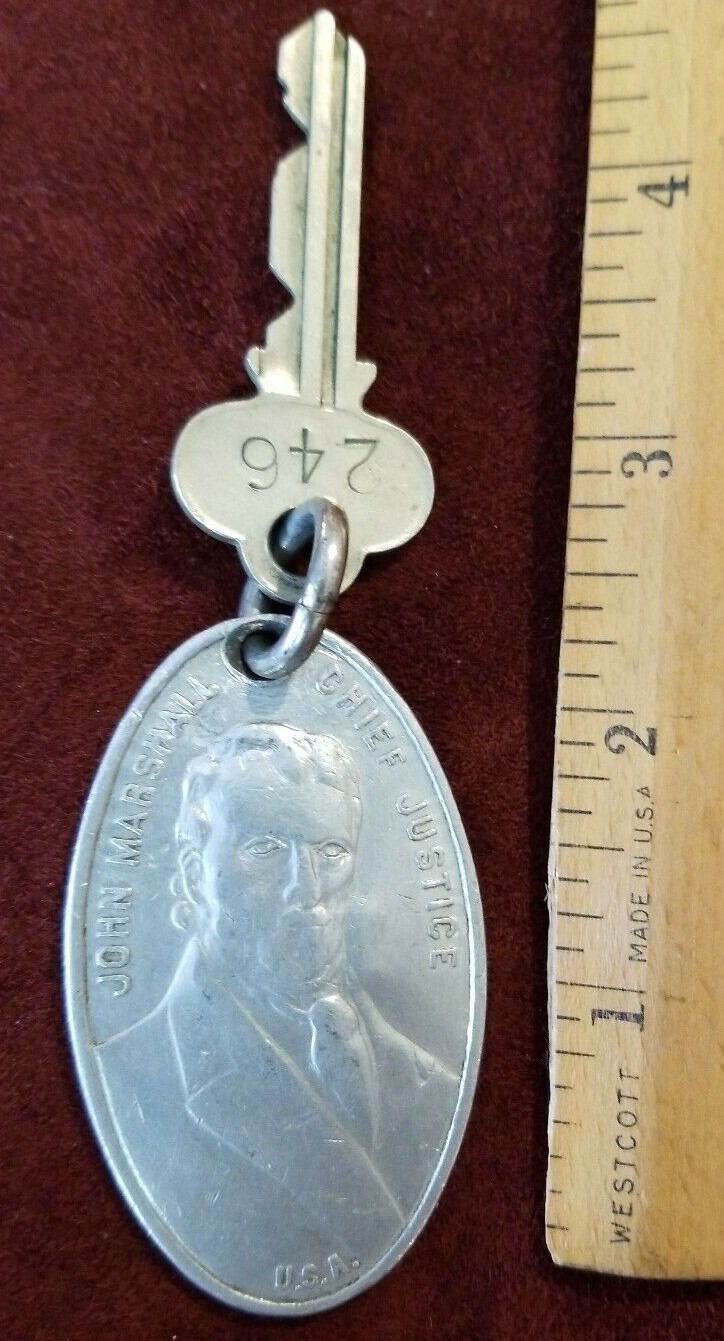 246
JOHN MARSHALL CHIEF JUSTICE
U.S.A.
4
3
2
1
MADE IN U.S.A
WESTCOTT